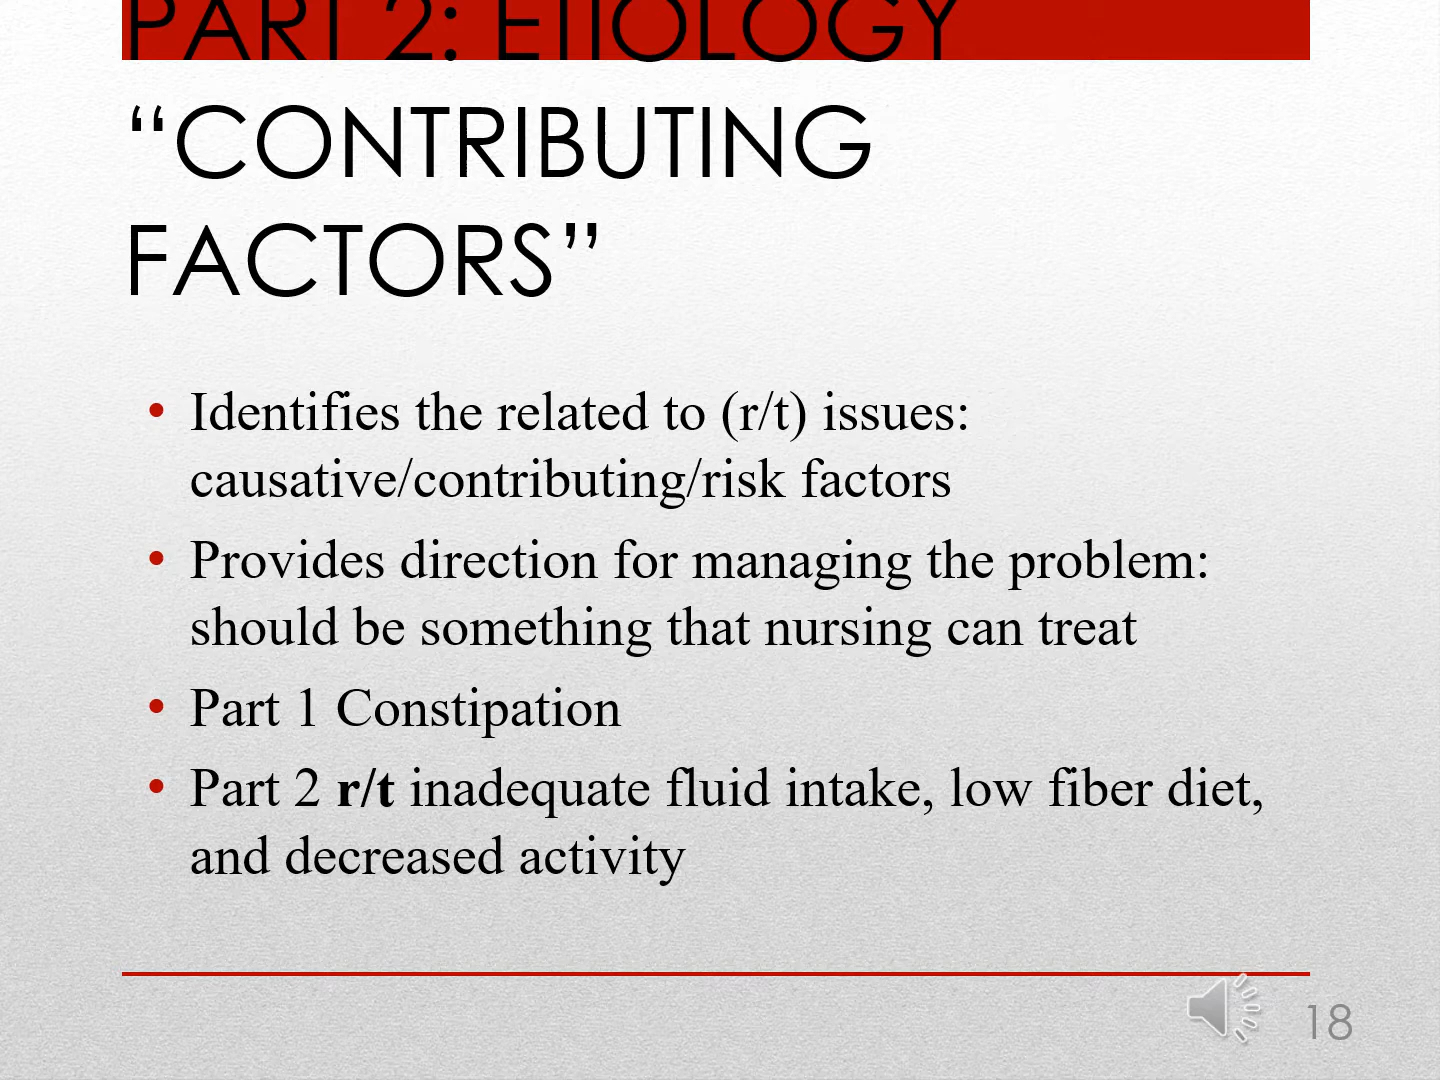 PART 2: ETIOLOGY
“CONTRIBUTING
FACTORS”
• Identifies the related to (r/t) issues:
causative/contributing/risk factors
• Provides direction for managing the problem:
should be something that nursing can treat
• Part 1 Constipation
• Part 2 r/t inadequate fluid intake, low fiber diet,
and decreased activity
18